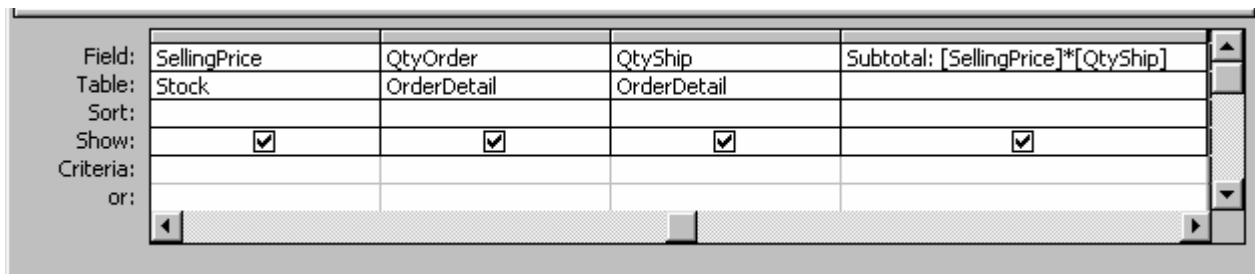 Field: SellingPrice QtyOrder QtyShip Subtotal: [SellingPrice]*[QtyShip]
Table: Stock OrderDetail OrderDetail
Sort:
Show:
Criteria:
or: